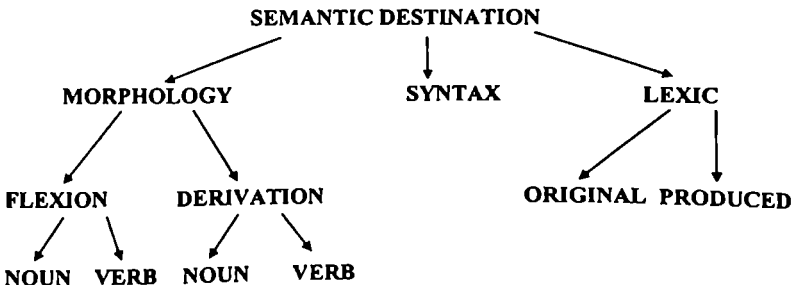 SEMANTIC DESTINATION
MORPHOLOGY SYNTAX LEXIC
FLEXION DERIVATION ORIGINAL PRODUCED
NOUN VERB NOUN VERB